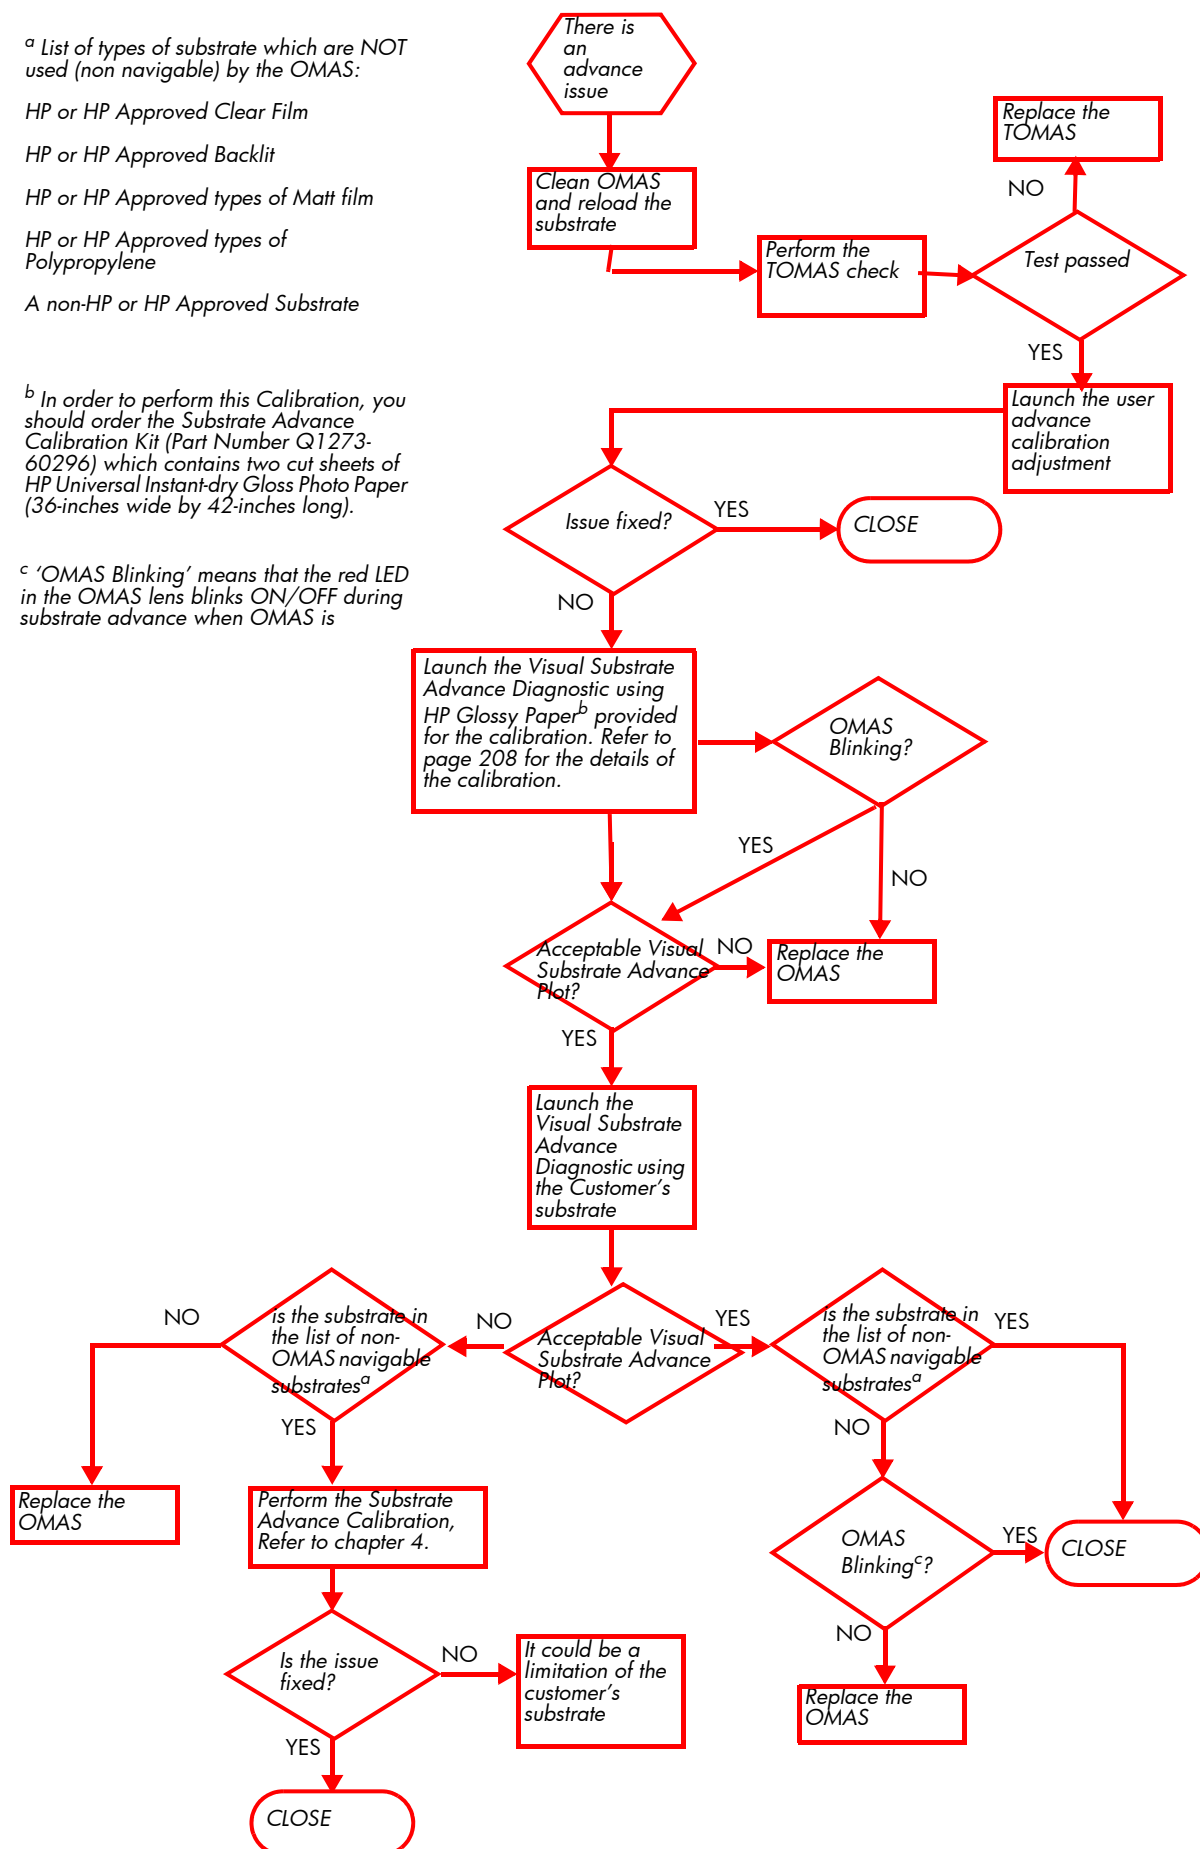 a List of types of substrate which are NOT
used (non navigable) by the OMAS:
HP or HP Approved Clear Film
HP or HP Approved Backlit
HP or HP Approved types of Matt film
HP or HP Approved types of
Polypropylene
A non-HP or HP Approved Substrate
b In order to perform this Calibration, you
should order the Substrate Advance
Calibration Kit (Part Number Q1273-
60296) which contains two cut sheets of
HP Universal Instant-dry Gloss Photo Paper
(36-inches wide by 42-inches long).
c ‘OMAS Blinking’ means that the red LED
in the OMAS lens blinks ON/OFF during
substrate advance when OMAS is
There is
an
advance
issue
Clean OMAS
and reload the
substrate
Perform the
TOMAS check
Test passed
NO
Replace the
TOMAS
YES
Launch the user
advance
calibration
adjustment
Issue fixed?
YES
CLOSE
NO
Launch the Visual Substrate
Advance Diagnostic using
HP Glossy Paperb provided
for the calibration. Refer to
page 208 for the details of
the calibration.
OMAS
Blinking?
YES
NO
Acceptable Visual
Substrate Advance
Plot?
NO
Replace the
OMAS
YES
Launch the
Visual Substrate
Advance
Diagnostic using
the Customer’s
substrate
Acceptable Visual
Substrate Advance
Plot?
NO
is the substrate in
the list of non-
OMAS navigable
substratesa
NO
Replace the
OMAS
YES
Perform the Substrate
Advance Calibration,
Refer to chapter 4.
Is the issue
fixed?
NO
It could be a
limitation of the
customer’s
substrate
YES
CLOSE
YES
is the substrate in
the list of non-
OMAS navigable
substratesa
YES
NO
OMAS
Blinkingc?
YES
CLOSE
NO
Replace the
OMAS